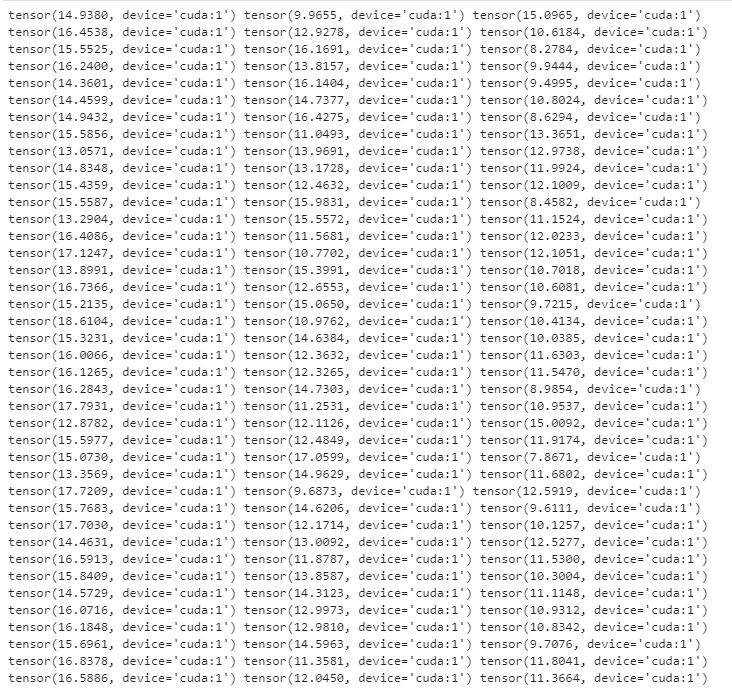 tensor(14.9380, device='cuda:1') tensor(9.9655, device='cuda:1') tensor(15.0965, device='cuda:1')
tensor(16.4538, device='cuda:1') tensor(12.9278, device='cuda:1') tensor(10.6184, device='cuda:1')
tensor(15.5525, device='cuda:1') tensor(16.1691, device='cuda:1') tensor(8.2784, device='cuda:1')
tensor(16.2400, device='cuda:1') tensor(13.8157, device='cuda:1') tensor(9.9444, device='cuda:1')
tensor(14.3601, device='cuda:1') tensor(16.1404, device='cuda:1') tensor(9.4995, device='cuda:1')
tensor(14.4599, device='cuda:1') tensor(14.7377, device='cuda:1') tensor(10.8024, device='cuda:1')
tensor(14.9432, device='cuda:1') tensor(16.4275, device='cuda:1') tensor(8.6294, device='cuda:1')
tensor(15.5856, device='cuda:1') tensor(11.0493, device='cuda:1') tensor(13.3651, device='cuda:1')
tensor(13.0571, device='cuda:1') tensor(13.9691, device='cuda:1') tensor(12.9738, device='cuda:1')
tensor(14.8348, device='cuda:1') tensor(13.1728, device='cuda:1') tensor(11.9924, device='cuda:1')
tensor(15.4359, device='cuda:1') tensor(12.4632, device='cuda:1') tensor(12.1009, device='cuda:1')
tensor(15.5587, device='cuda:1') tensor(15.9831, device='cuda:1') tensor(8.4582, device='cuda:1')
tensor(13.2904, device='cuda:1') tensor(15.5572, device='cuda:1') tensor(11.1524, device='cuda:1')
tensor(16.4086, device='cuda:1') tensor(11.5681, device='cuda:1') tensor(12.0233, device='cuda:1')
tensor(17.1247, device='cuda:1') tensor(10.7702, device='cuda:1') tensor(12.1051, device='cuda:1')
tensor(13.8991, device='cuda:1') tensor(15.3991, device='cuda:1') tensor(10.7018, device='cuda:1')
tensor(16.7366, device='cuda:1') tensor(12.6553, device='cuda:1') tensor(10.6081, device='cuda:1')
tensor(15.2135, device='cuda:1') tensor(15.0650, device='cuda:1') tensor(9.7215, device='cuda:1')
tensor(18.6104, device='cuda:1') tensor(10.9762, device='cuda:1') tensor(10.4134, device='cuda:1')
tensor(15.3231, device='cuda:1') tensor(14.6384, device='cuda:1') tensor(10.0385, device='cuda:1')
tensor(16.0066, device='cuda:1') tensor(12.3632, device='cuda:1') tensor(11.6303, device='cuda:1')
tensor(16.1265, device='cuda:1') tensor(12.3265, device='cuda:1') tensor(11.5470, device='cuda:1')
tensor(16.2843, device='cuda:1') tensor(14.7303, device='cuda:1') tensor(8.9854, device='cuda:1')
tensor(17.7931, device='cuda:1') tensor(11.2531, device='cuda:1') tensor(10.9537, device='cuda:1')
tensor(12.8782, device='cuda:1') tensor(12.1126, device='cuda:1') tensor(15.0092, device='cuda:1')
tensor(15.5977, device='cuda:1') tensor(12.4849, device='cuda:1') tensor(11.9174, device='cuda:1')
tensor(15.0730, device='cuda:1') tensor(17.0599, device='cuda:1') tensor(7.8671, device='cuda:1')
tensor(13.3569, device='cuda:1') tensor(14.9629, device='cuda:1') tensor(11.6802, device='cuda:1')
tensor(17.7209, device='cuda:1') tensor(9.6873, device='cuda:1') tensor(12.5919, device='cuda:1')
tensor(15.7683, device='cuda:1') tensor(14.6206, device='cuda:1') tensor(9.6111, device='cuda:1')
tensor(17.7030, device='cuda:1') tensor(12.1714, device='cuda:1') tensor(10.1257, device='cuda:1')
tensor(14.4631, device='cuda:1') tensor(13.0092, device='cuda:1') tensor(12.5277, device='cuda:1')
tensor(16.5913, device='cuda:1') tensor(11.8787, device='cuda:1') tensor(11.5300, device='cuda:1')
tensor(15.8409, device='cuda:1') tensor(13.8587, device='cuda:1') tensor(10.3004, device='cuda:1')
tensor(14.5729, device='cuda:1') tensor(14.3123, device='cuda:1') tensor(11.1148, device='cuda:1')
tensor(16.0716, device='cuda:1') tensor(12.9973, device='cuda:1') tensor(10.9312, device='cuda:1')
tensor(16.1848, device='cuda:1') tensor(12.9810, device='cuda:1') tensor(10.8342, device='cuda:1')
tensor(15.6961, device='cuda:1') tensor(14.5963, device='cuda:1') tensor(9.7076, device='cuda:1')
tensor(16.8378, device='cuda:1') tensor(11.3581, device='cuda:1') tensor(11.8041, device='cuda:1')
tensor(16.5886, device='cuda:1') tensor(12.0450, device='cuda:1') tensor(11.3664, device='cuda:1')